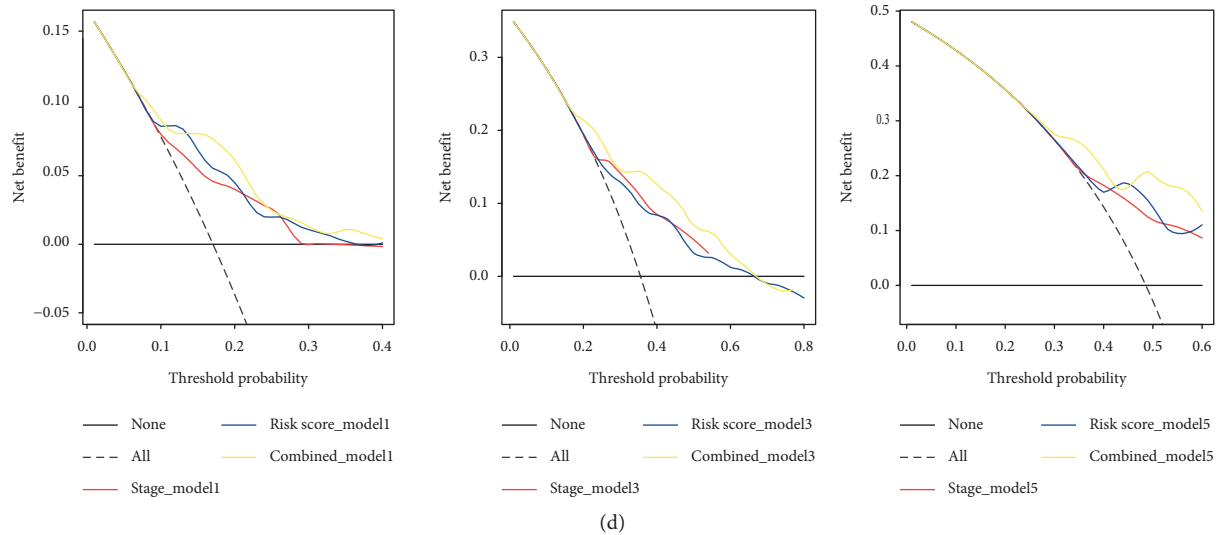 0.15
0.10
0.05
0.00
−0.05
Net benefit
0.0 0.1 0.2 0.3 0.4
Threshold probability
None
All
Stage_model1
Risk score_model1
Combined_model1
0.3
0.2
0.1
0.0
Net benefit
0.0 0.2 0.4 0.6 0.8
Threshold probability
None
All
Stage_model3
Risk score_model3
Combined_model3
0.5
0.4
0.3
0.2
0.1
0.0
Net benefit
0.0 0.1 0.2 0.3 0.4 0.5 0.6
Threshold probability
None
All
Stage_model5
Risk score_model5
Combined_model5
(d)